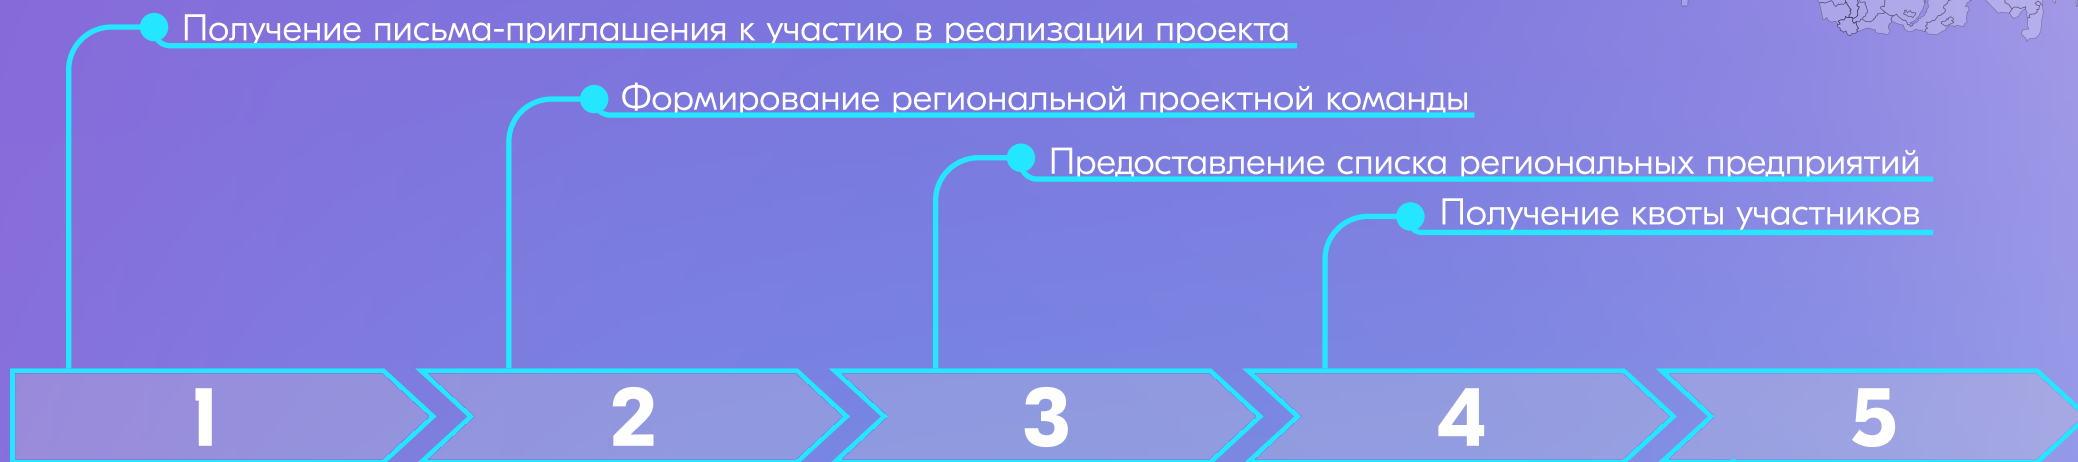 Получение письма-приглашения к участию в реализации проекта
Формирование региональной проектной команды
Предоставление списка региональных предприятий
Получение квоты участников
1
2
3
4
5